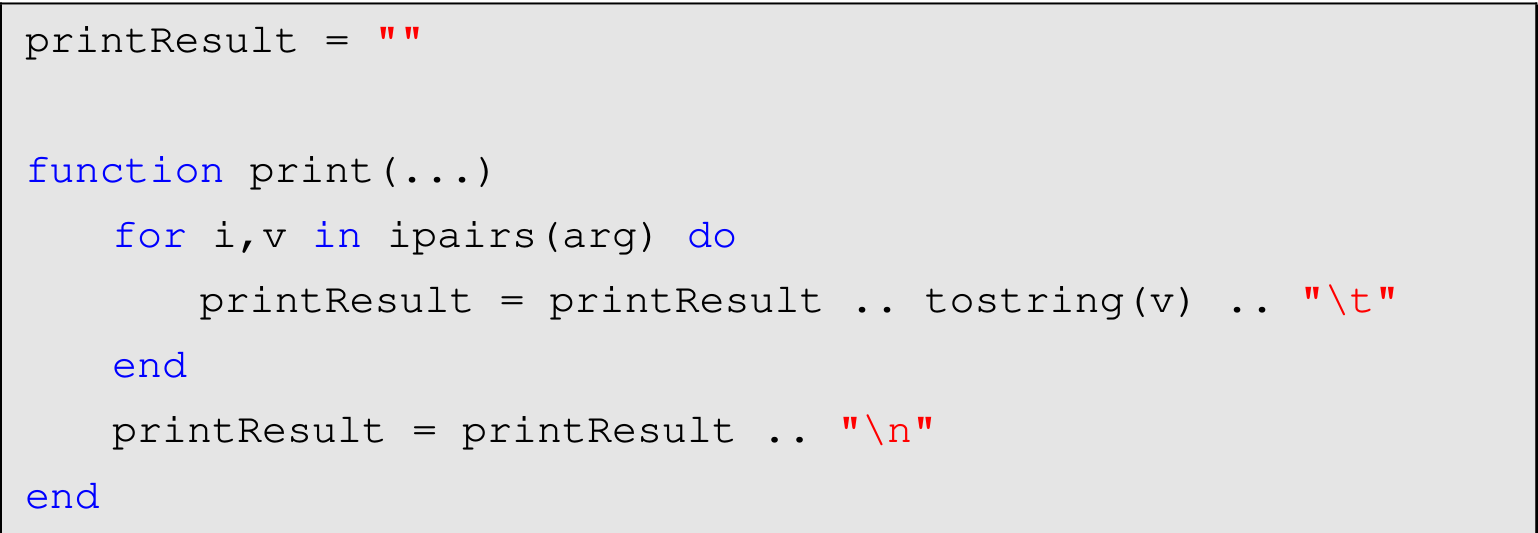 printResult = ""
function print(...)
    for i,v in ipairs(arg) do
        printResult = printResult .. tostring(v) .. "\t"
    end
    printResult = printResult .. "\n"
end